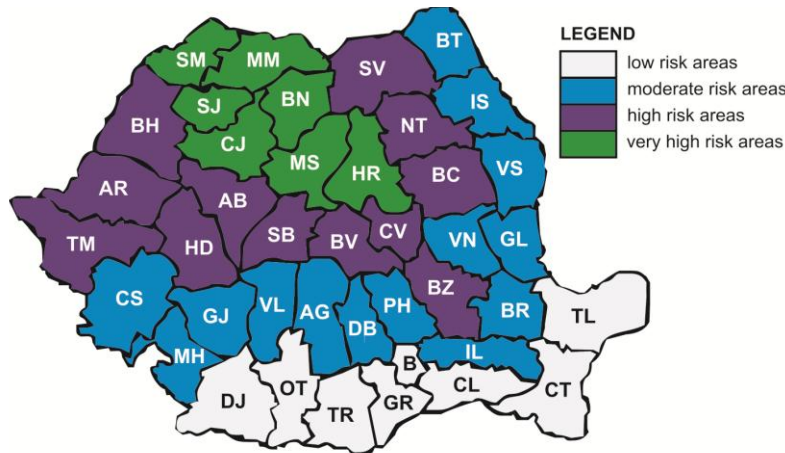 LEGEND
low risk areas
moderate risk areas
high risk areas
very high risk areas
BT
SM
MM
SV
IS
SJ
BN
BH
NT
CJ
MS
HR
BC
VS
AR
AB
TM
HD
SB
BV
CV
VN
GL
CS
GJ
VL
AG
DB
PH
BZ
BR
TL
MH
IL
B
DJ
OT
TR
GR
CL
CT